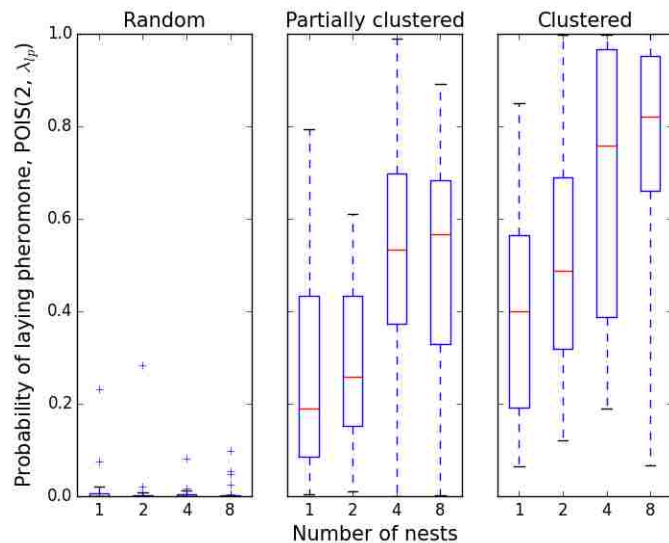 Random
Partially clustered
Clustered
Probability of laying pheromone, POIS(2, λlp)
1.0
0.8
0.6
0.4
0.2
0.0
1 2 4 8
1 2 4 8
1 2 4 8
Number of nests